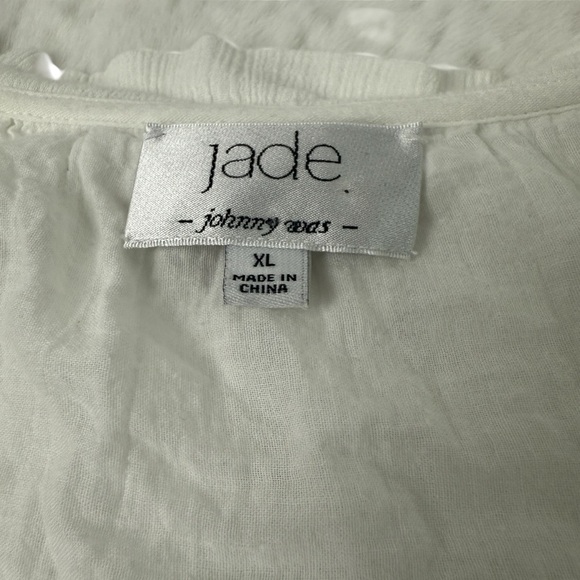 jade.
- johnny was -
XL
MADE IN
CHINA